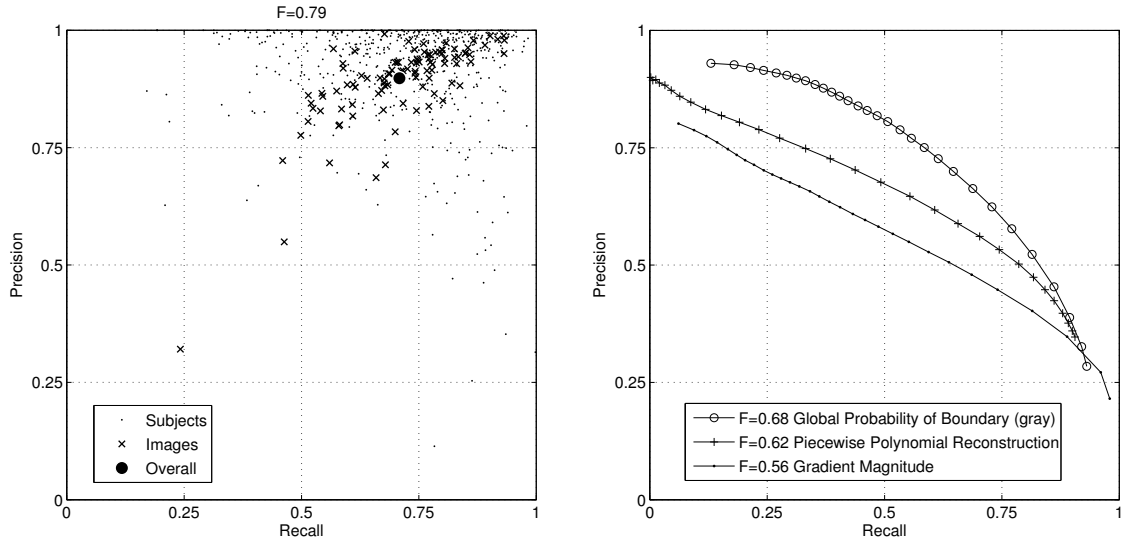 F=0.79
1
0.75
0.5
0.25
0
Precision
0 0.25 0.5 0.75 1
Recall
Subjects
Images
Overall
1
0.75
0.5
0.25
0
Precision
0 0.25 0.5 0.75 1
Recall
F=0.68 Global Probability of Boundary (gray)
F=0.62 Piecewise Polynomial Reconstruction
F=0.56 Gradient Magnitude